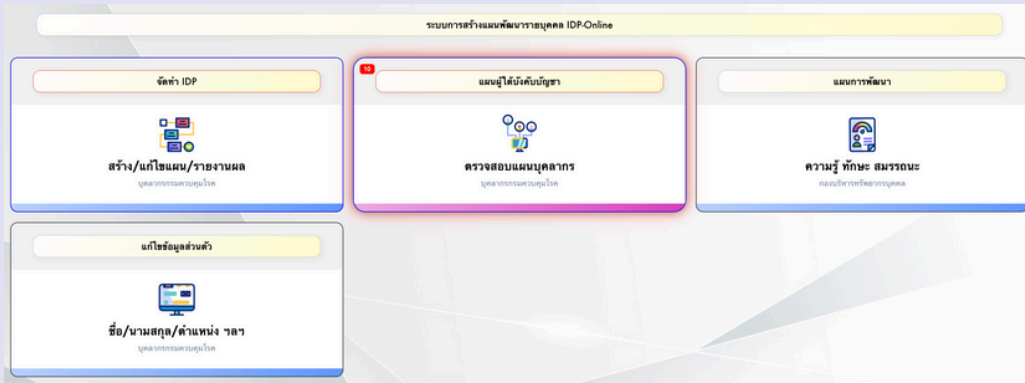 ระบบการสร้างแผนพัฒนารายบุคคล IDP-Online
จัดทำ IDP
สร้าง/แก้ไขแผน/รายงานผล
บุคลากรกรมควบคุมโรค
10
แผนผู้ใต้บังคับบัญชา
ตรวจสอบแผนบุคลากร
บุคลากรกรมควบคุมโรค
แผนการพัฒนา
ความรู้ ทักษะ สมรรถนะ
กองบริหารทรัพยากรบุคคล
แก้ไขข้อมูลส่วนตัว
ชื่อ/นามสกุล/ตำแหน่ง ฯลฯ
บุคลากรกรมควบคุมโรค